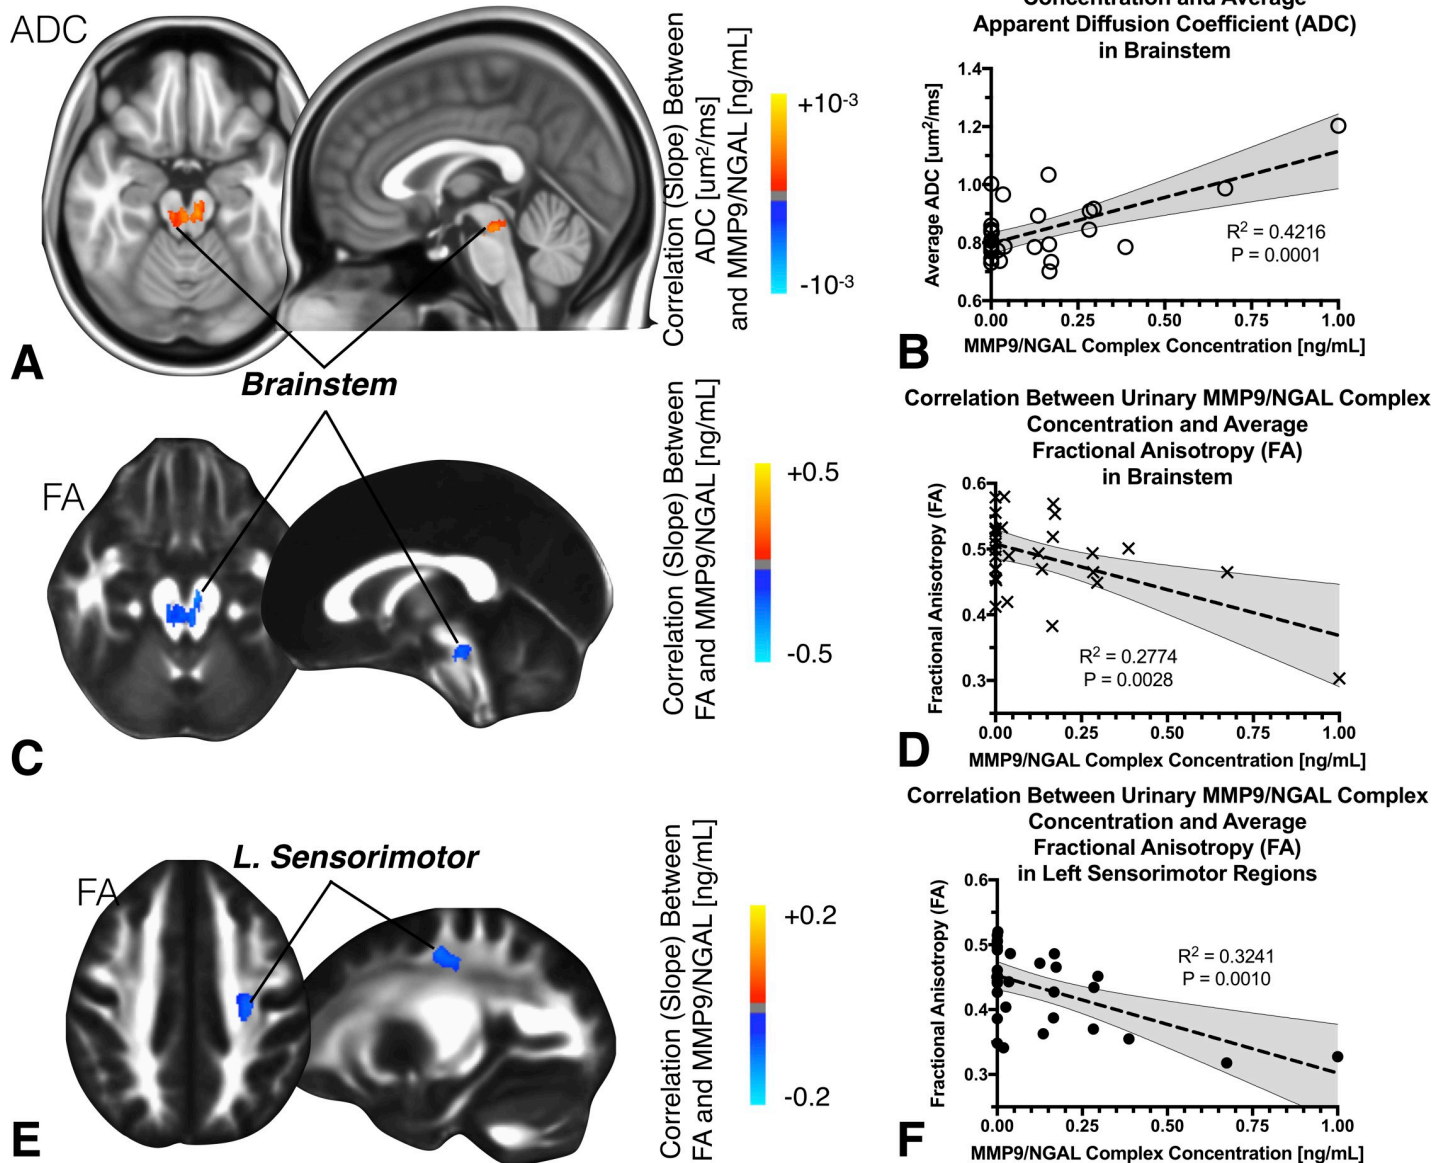 ADC
Correlation (Slope) Between
ADC [um²/ms]
and MMP9/NGAL [ng/mL]
+10⁻³
-10⁻³
A
Brainstem
Concentration and Average
Apparent Diffusion Coefficient (ADC)
in Brainstem
Average ADC [um²/ms]
1.4
1.2
1.0
0.8
0.6
R² = 0.4216
P = 0.0001
0.00 0.25 0.50 0.75 1.00
B
MMP9/NGAL Complex Concentration [ng/mL]
FA
Correlation (Slope) Between
FA and MMP9/NGAL [ng/mL]
+0.5
-0.5
C
Correlation Between Urinary MMP9/NGAL Complex
Concentration and Average
Fractional Anisotropy (FA)
in Brainstem
Fractional Anisotropy (FA)
0.6
0.5
0.4
0.3
R² = 0.2774
P = 0.0028
0.00 0.25 0.50 0.75 1.00
D
MMP9/NGAL Complex Concentration [ng/mL]
L. Sensorimotor
FA
Correlation (Slope) Between
FA and MMP9/NGAL [ng/mL]
+0.2
-0.2
E
Correlation Between Urinary MMP9/NGAL Complex
Concentration and Average
Fractional Anisotropy (FA)
in Left Sensorimotor Regions
Fractional Anisotropy (FA)
0.6
0.5
0.4
0.3
R² = 0.3241
P = 0.0010
0.00 0.25 0.50 0.75 1.00
F
MMP9/NGAL Complex Concentration [ng/mL]